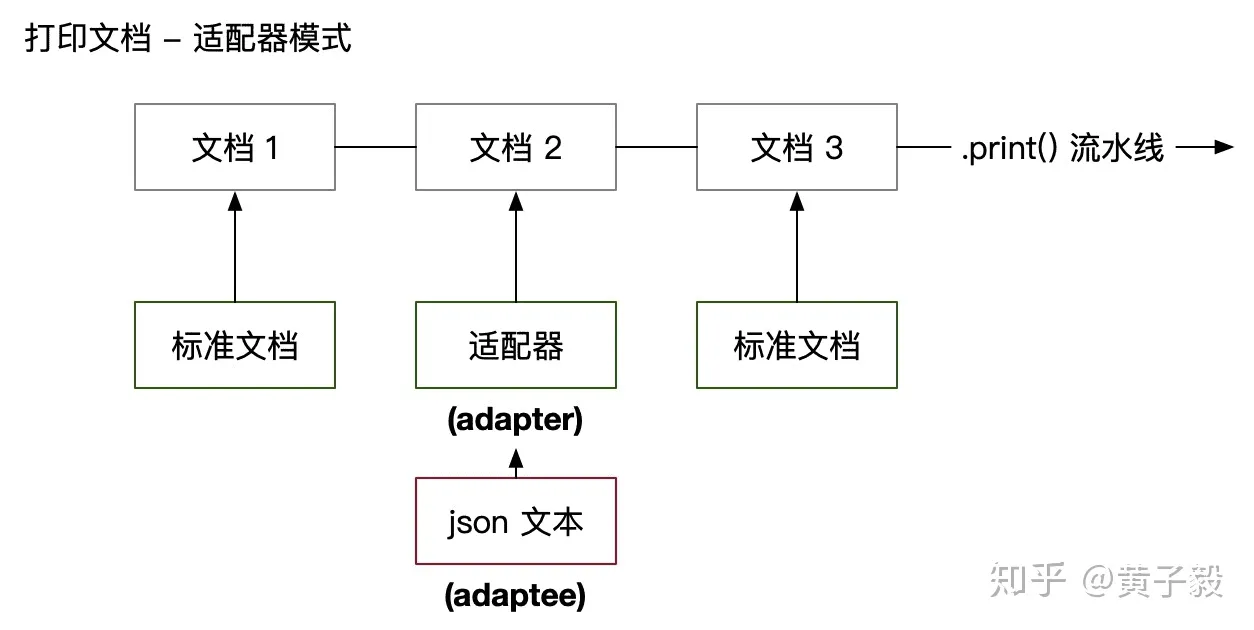 打印文档 – 适配器模式
文档 1
文档 2
文档 3
.print() 流水线
标准文档
适配器
标准文档
(adapter)
json 文本
(adaptee)
知乎 @黄子毅